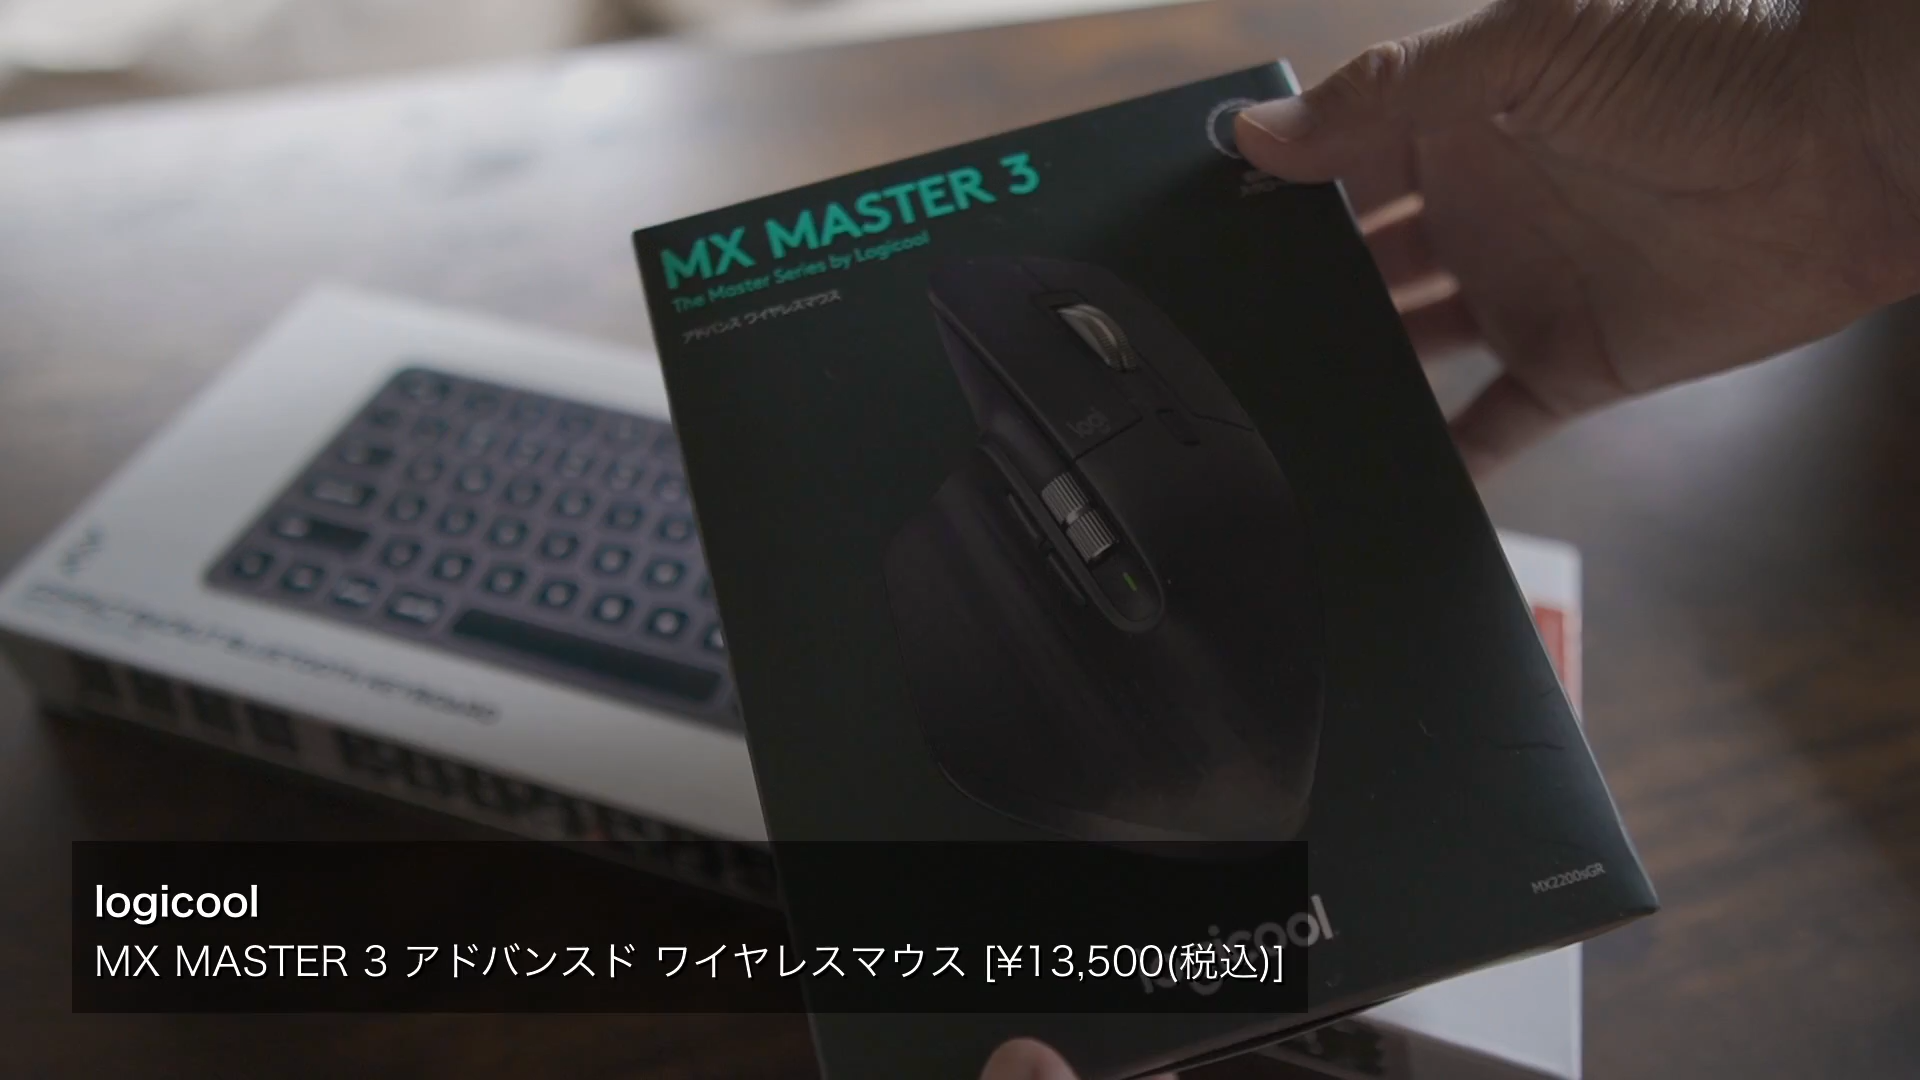 MX MASTER 3
The Master Series by Logicool
アドバンス ワイヤレスマウス
logi
MX2200sGR
logicool
logicool
MX MASTER 3 アドバンスド ワイヤレスマウス [¥13,500(税込)]